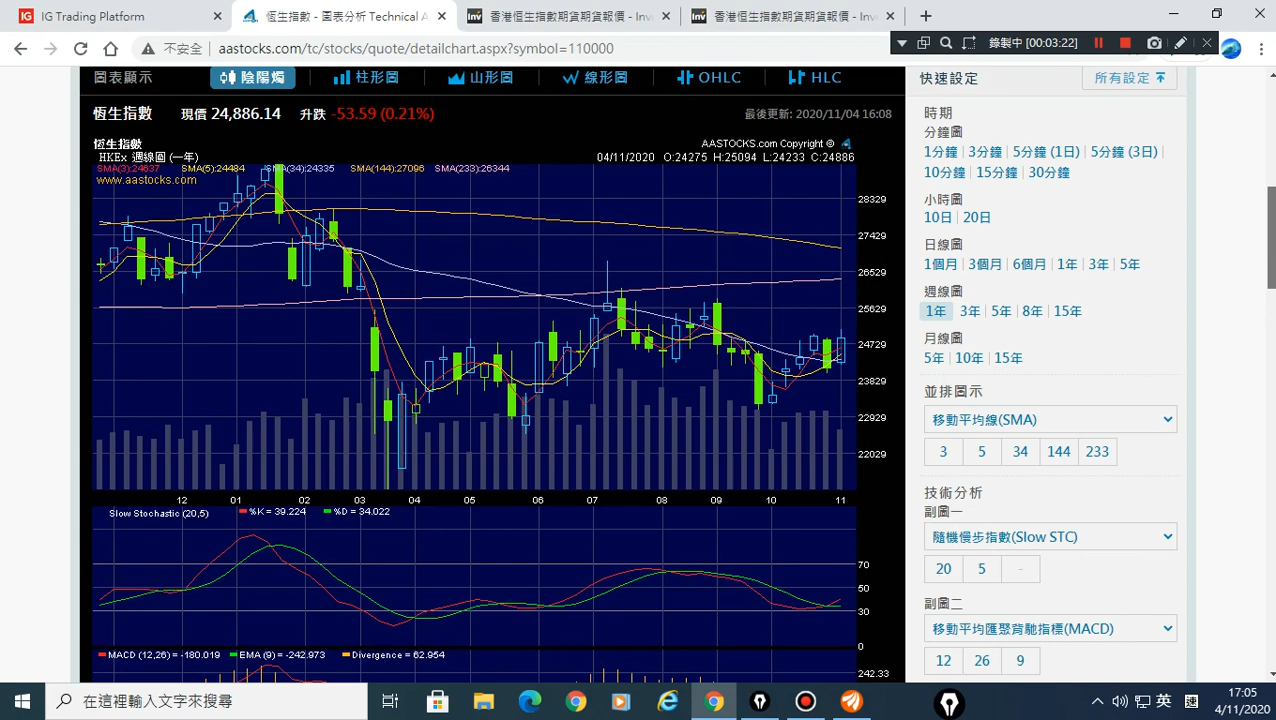 IG Trading Platform
恆生指數 - 圖表分析 Technical A
香港恒生指數期貨期貨報價 - Inv
香港恒生指數期貨期貨報價 - Inv
不安全 aastocks.com/tc/stocks/quote/detailchart.aspx?symbol=110000
錄製中 [00:03:22]
圖表顯示 陰陽燭 柱形圖 山形圖 線形圖 OHLC HLC
恆生指數 現價 24,886.14 升跌 -53.59 (0.21%) 最後更新: 2020/11/04 16:08
恆生指數 AASTOCKS.com Copyright ©
HKEx 週線圖 (一年) 04/11/2020 O:24275 H:25094 L:24233 C:24886
SMA(3):24637 SMA(5):24484 SMA(34):24335 SMA(144):27096 SMA(233):26344
www.aastocks.com
28329
27429
26529
25629
24729
23829
22929
22029
12 01 02 03 04 05 06 07 08 09 10 11
Slow Stochastic (20,5) %K = 39.224 %D = 34.022
70
50
30
0
MACD (12,26) = -180.019 EMA (9) = -242.973 Divergence = 62.954
242.33
快速設定 所有設定
時期
分鐘圖
1分鐘 | 3分鐘 | 5分鐘 (1日) | 5分鐘 (3日) |
10分鐘 | 15分鐘 | 30分鐘
小時圖
10日 | 20日
日線圖
1個月 | 3個月 | 6個月 | 1年 | 3年 | 5年
週線圖
1年 | 3年 | 5年 | 8年 | 15年
月線圖
5年 | 10年 | 15年
並排圖示
移動平均線(SMA)
3 5 34 144 233
技術分析
副圖一
隨機慢步指數(Slow STC)
20 5 -
副圖二
移動平均匯聚背馳指標(MACD)
12 26 9
在這裡輸入文字來搜尋
英
17:05
4/11/2020